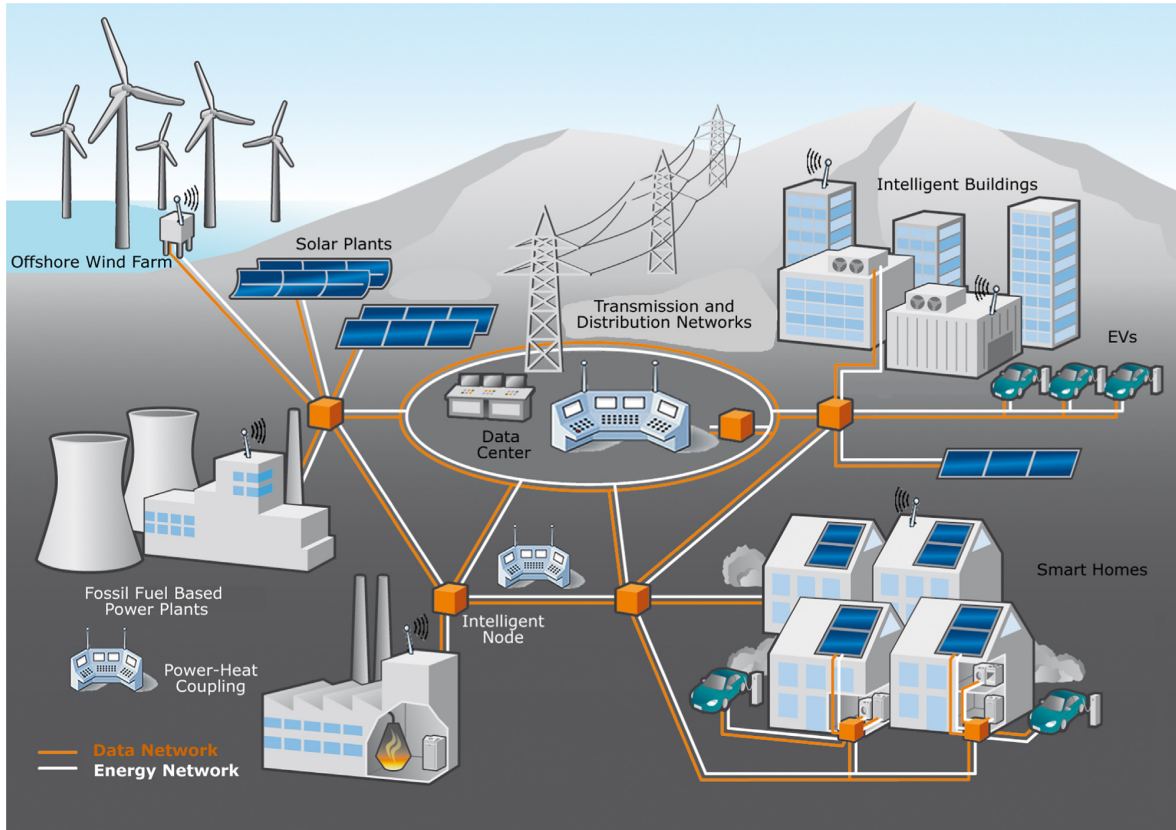 Offshore Wind Farm
Solar Plants
Transmission and
Distribution Networks
Intelligent Buildings
EVs
Data
Center
Fossil Fuel Based
Power Plants
Intelligent
Node
Smart Homes
Power-Heat
Coupling
Data Network
Energy Network